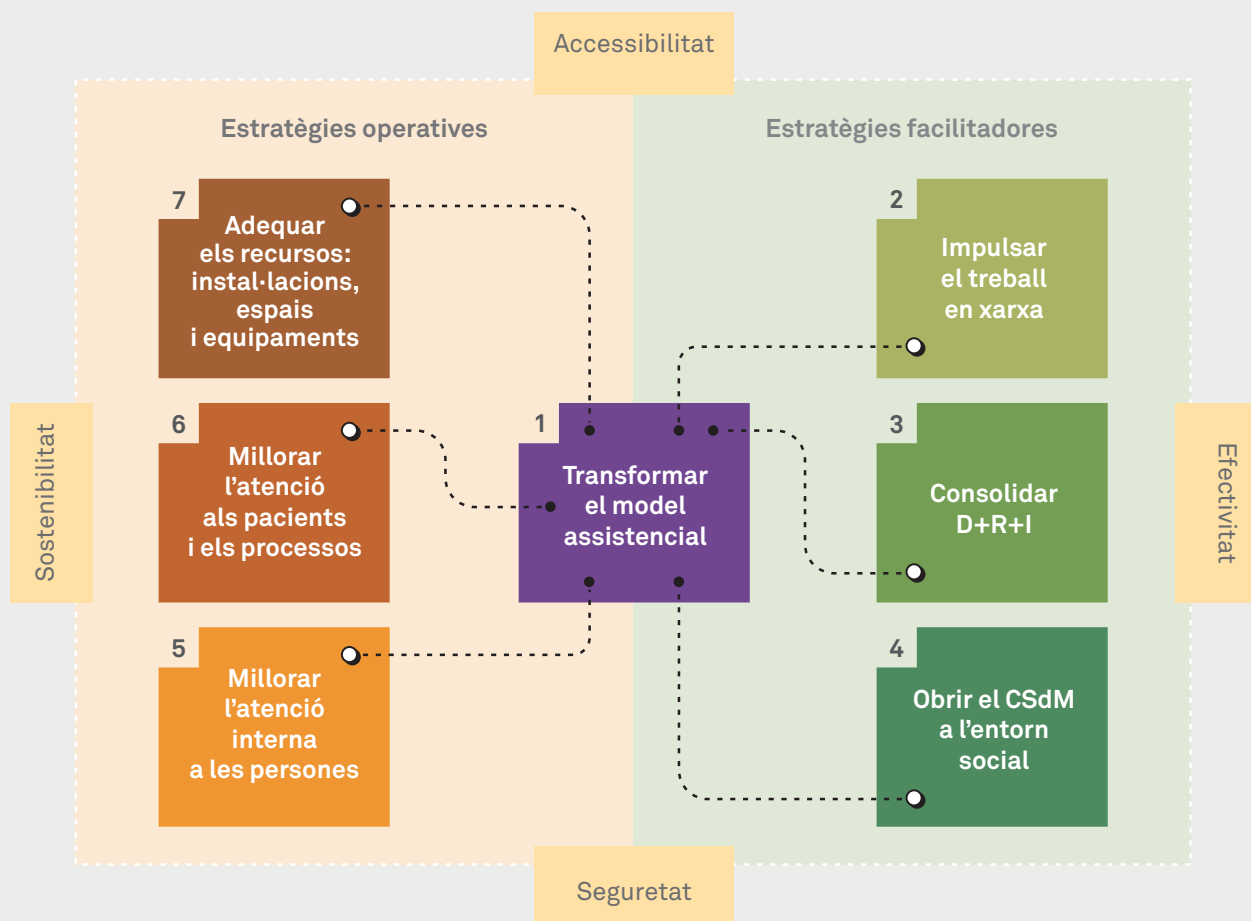 Accessibilitat
Estratègies operatives
Estratègies facilitadores
7
Adequar
els recursos:
instal·lacions,
espais
i equipaments
2
Impulsar
el treball
en xarxa
Sostenibilitat
6
Millorar
l’atenció
als pacients
i els processos
1
Transformar
el model
assistencial
3
Consolidar
D+R+I
Efectivitat
5
Millorar
l’atenció
interna
a les persones
4
Obrir el CSdM
a l’entorn
social
Seguretat